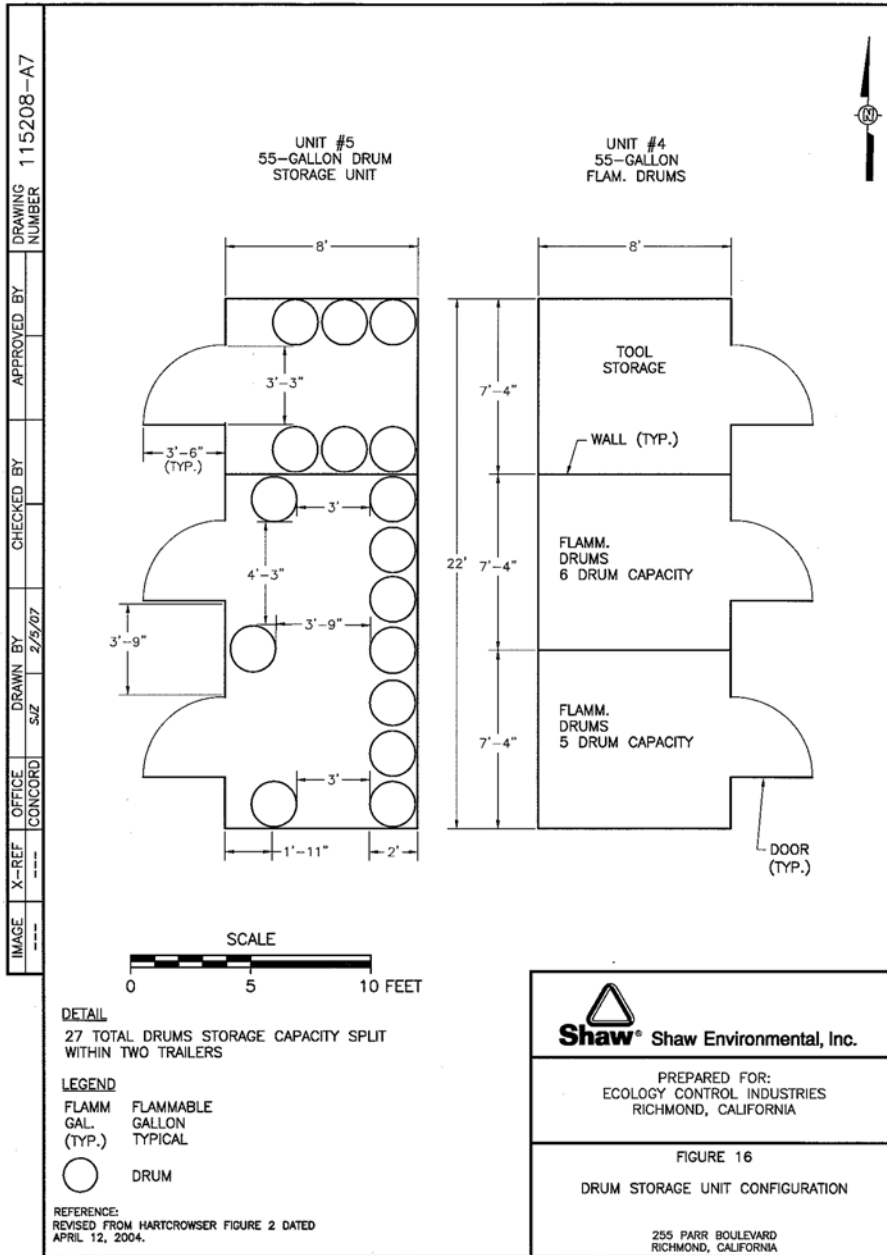 DRAWING NUMBER 115208-A7
APPROVED BY
CHECKED BY
DRAWN BY
SJZ 2/5/07
OFFICE
CONCORD
X-REF
---
IMAGE
---
N
UNIT #5
55-GALLON DRUM
STORAGE UNIT
UNIT #4
55-GALLON
FLAM. DRUMS
8'
8'
3'-3"
3'-6"
(TYP.)
3'
4'-3"
3'-9"
3'-9"
3'
1'-11"
2'
22'
7'-4"
7'-4"
7'-4"
TOOL
STORAGE
WALL (TYP.)
FLAMM.
DRUMS
6 DRUM CAPACITY
FLAMM.
DRUMS
5 DRUM CAPACITY
DOOR
(TYP.)
SCALE
0 5 10 FEET
DETAIL
27 TOTAL DRUMS STORAGE CAPACITY SPLIT
WITHIN TWO TRAILERS
LEGEND
FLAMM FLAMMABLE
GAL. GALLON
(TYP.) TYPICAL
DRUM
REFERENCE:
REVISED FROM HARTCROWSER FIGURE 2 DATED
APRIL 12, 2004.
Shaw® Shaw Environmental, Inc.
PREPARED FOR:
ECOLOGY CONTROL INDUSTRIES
RICHMOND, CALIFORNIA
FIGURE 16
DRUM STORAGE UNIT CONFIGURATION
255 PARR BOULEVARD
RICHMOND, CALIFORNIA